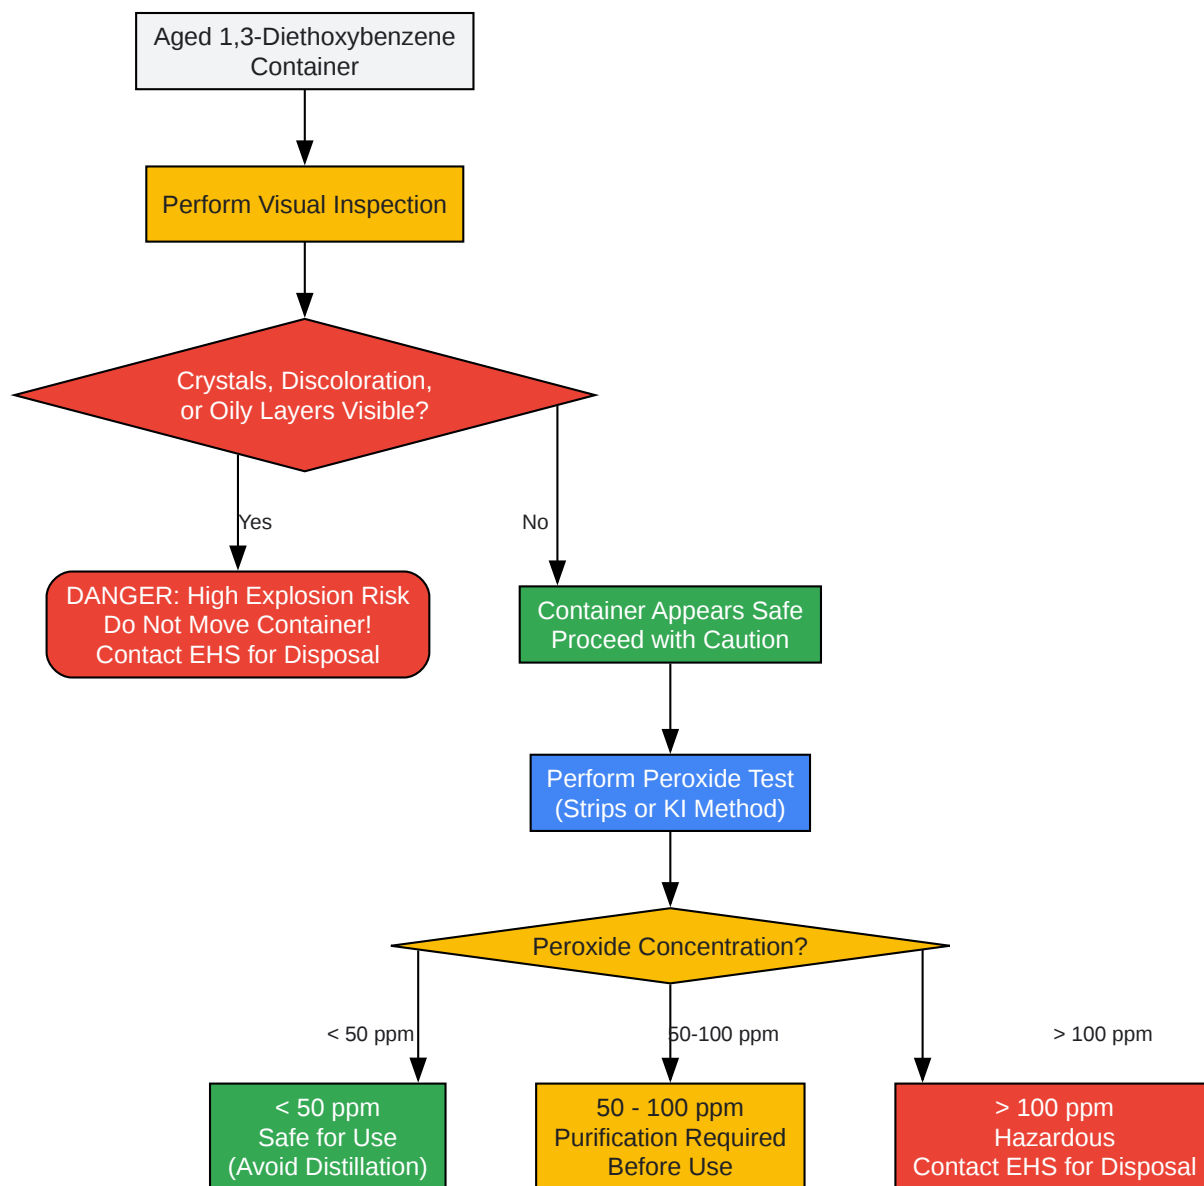 Aged 1,3-Diethoxybenzene
Container
Perform Visual Inspection
Crystals, Discoloration,
or Oily Layers Visible?
Yes
No
DANGER: High Explosion Risk
Do Not Move Container!
Contact EHS for Disposal
Container Appears Safe
Proceed with Caution
Perform Peroxide Test
(Strips or KI Method)
Peroxide Concentration?
< 50 ppm
50-100 ppm
> 100 ppm
< 50 ppm
Safe for Use
(Avoid Distillation)
50 - 100 ppm
Purification Required
Before Use
> 100 ppm
Hazardous
Contact EHS for Disposal